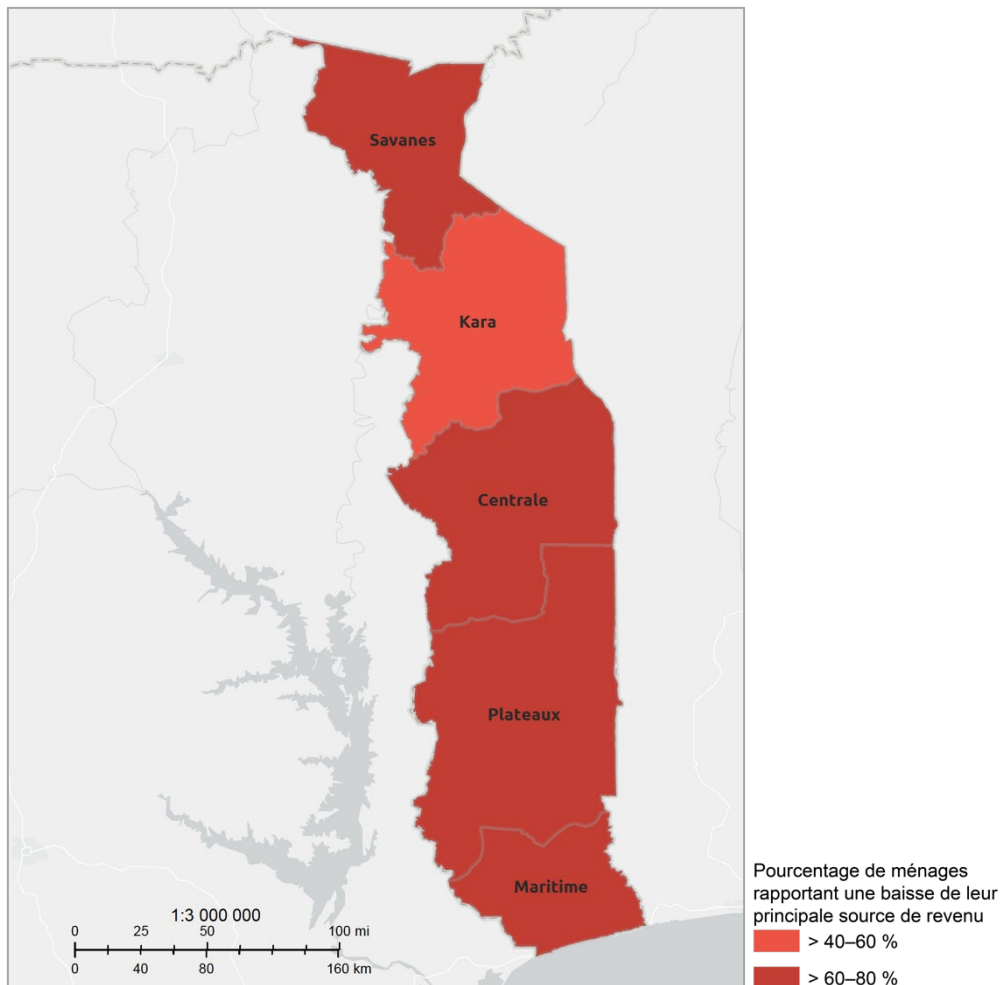 Savanes
Kara
Centrale
Plateaux
Maritime
1:3 000 000
0 25 50 100 mi
0 40 80 160 km
Pourcentage de ménages
rapportant une baisse de leur
principale source de revenu
> 40–60 %
> 60–80 %